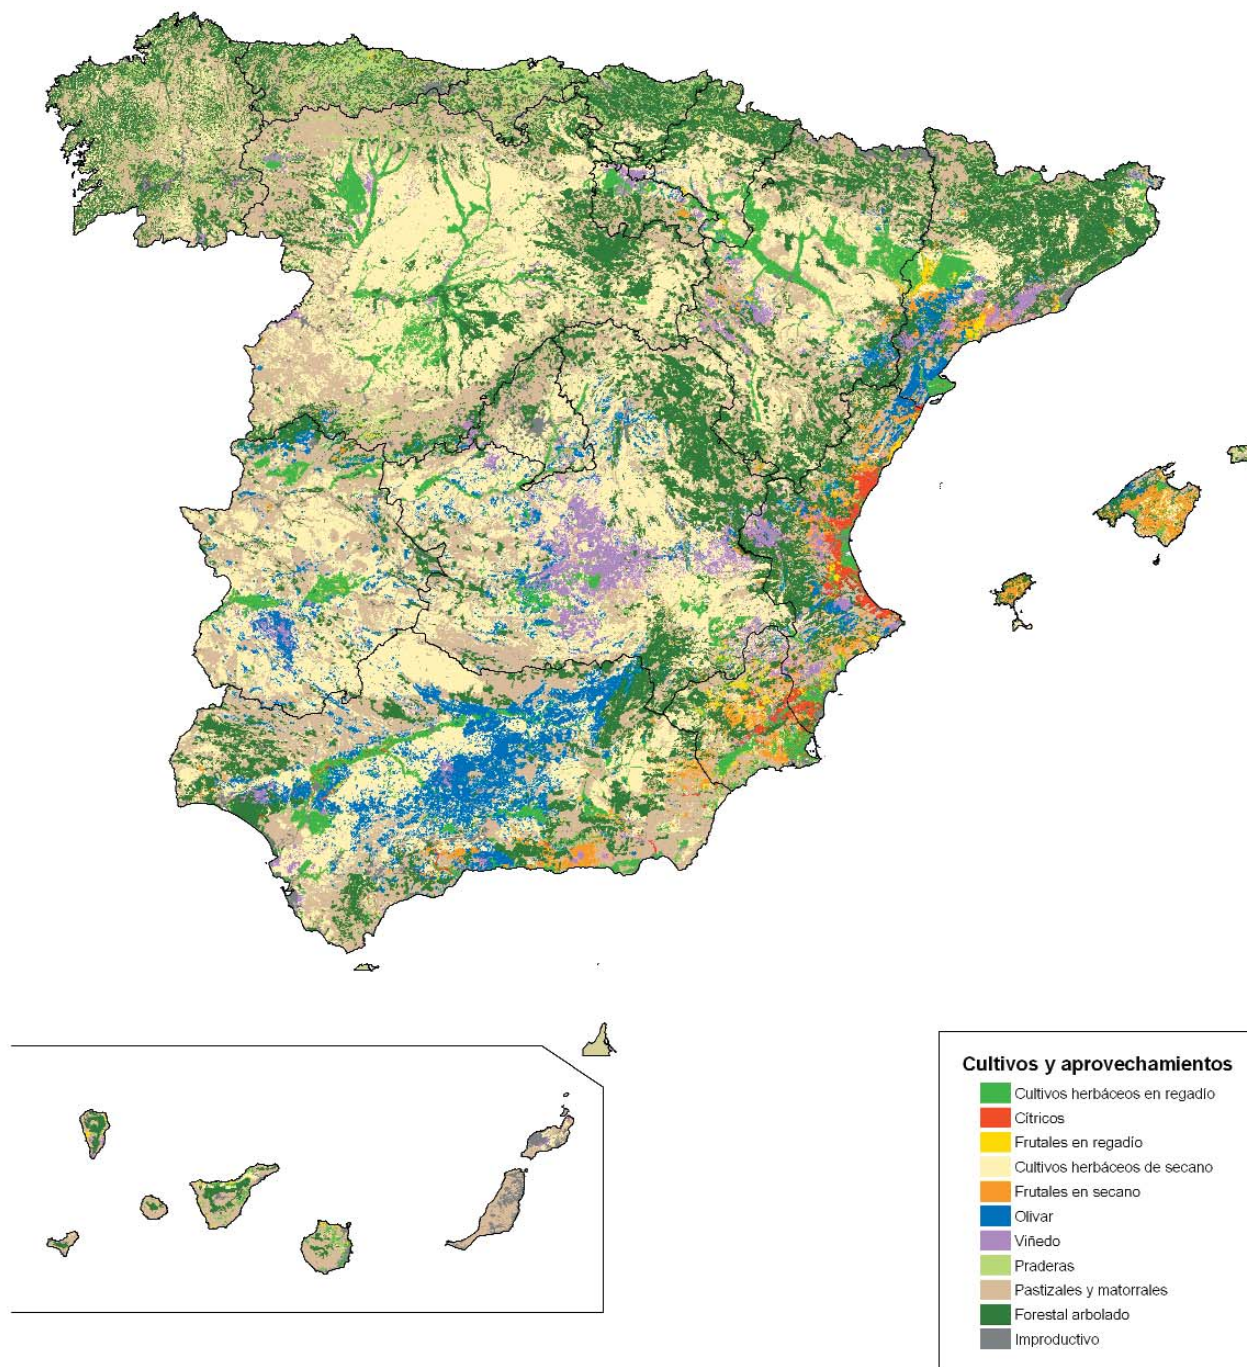 Cultivos y aprovechamientos
Cultivos herbáceos en regadío
Cítricos
Frutales en regadío
Cultivos herbáceos de secano
Frutales en secano
Olivar
Viñedo
Praderas
Pastizales y matorrales
Forestal arbolado
Improductivo